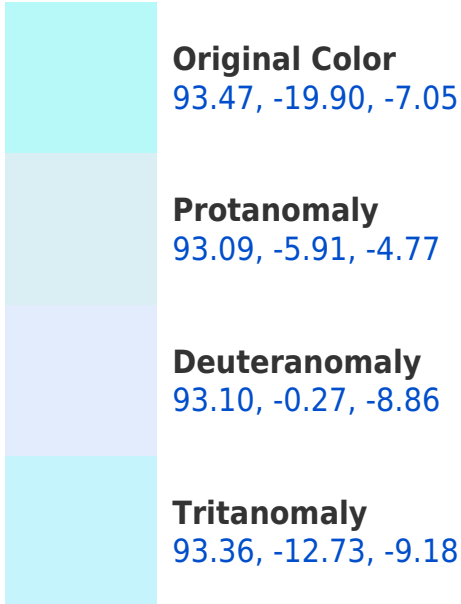 Original Color
93.47, -19.90, -7.05
Protanomaly
93.09, -5.91, -4.77
Deuteranomaly
93.10, -0.27, -8.86
Tritanomaly
93.36, -12.73, -9.18